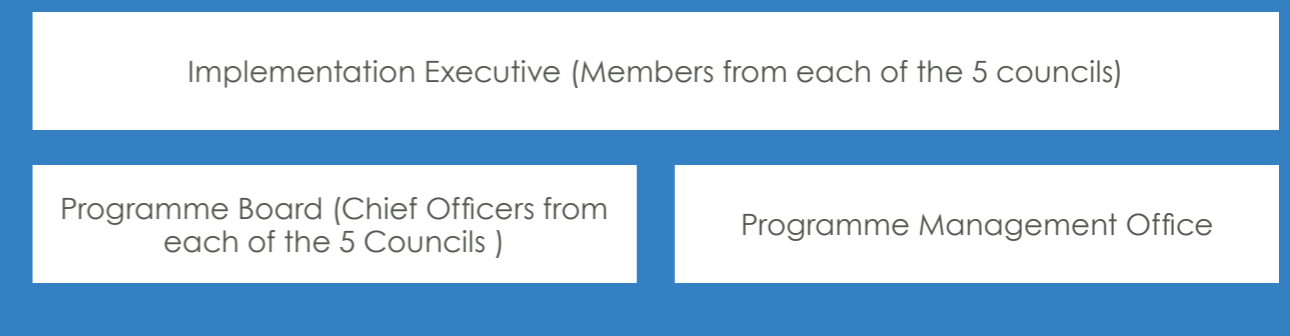 Implementation Executive (Members from each of the 5 councils)
Programme Board (Chief Officers from
each of the 5 Councils )
Programme Management Office